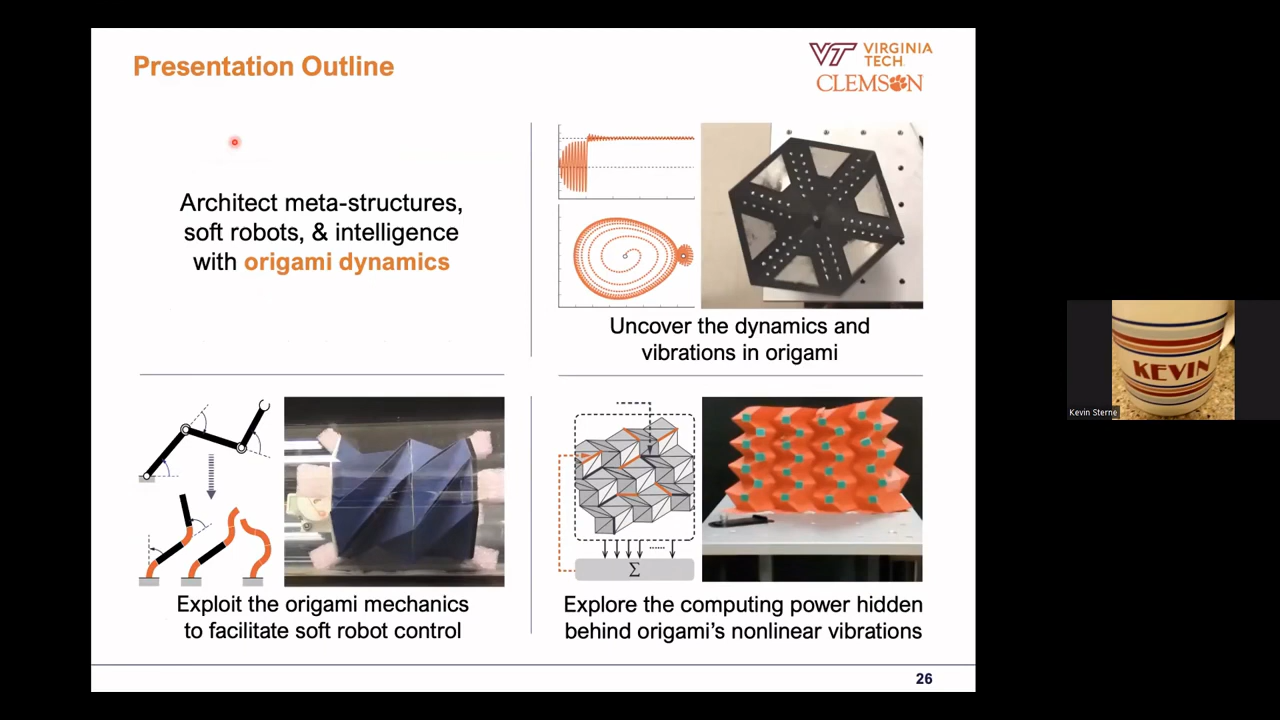 Presentation Outline
VIRGINIA
TECH
CLEMSON
Architect meta-structures,
soft robots, & intelligence
with origami dynamics
Uncover the dynamics and
vibrations in origami
KEVIN
Kevin Sterne
Σ
Exploit the origami mechanics
to facilitate soft robot control
Explore the computing power hidden
behind origami's nonlinear vibrations
26